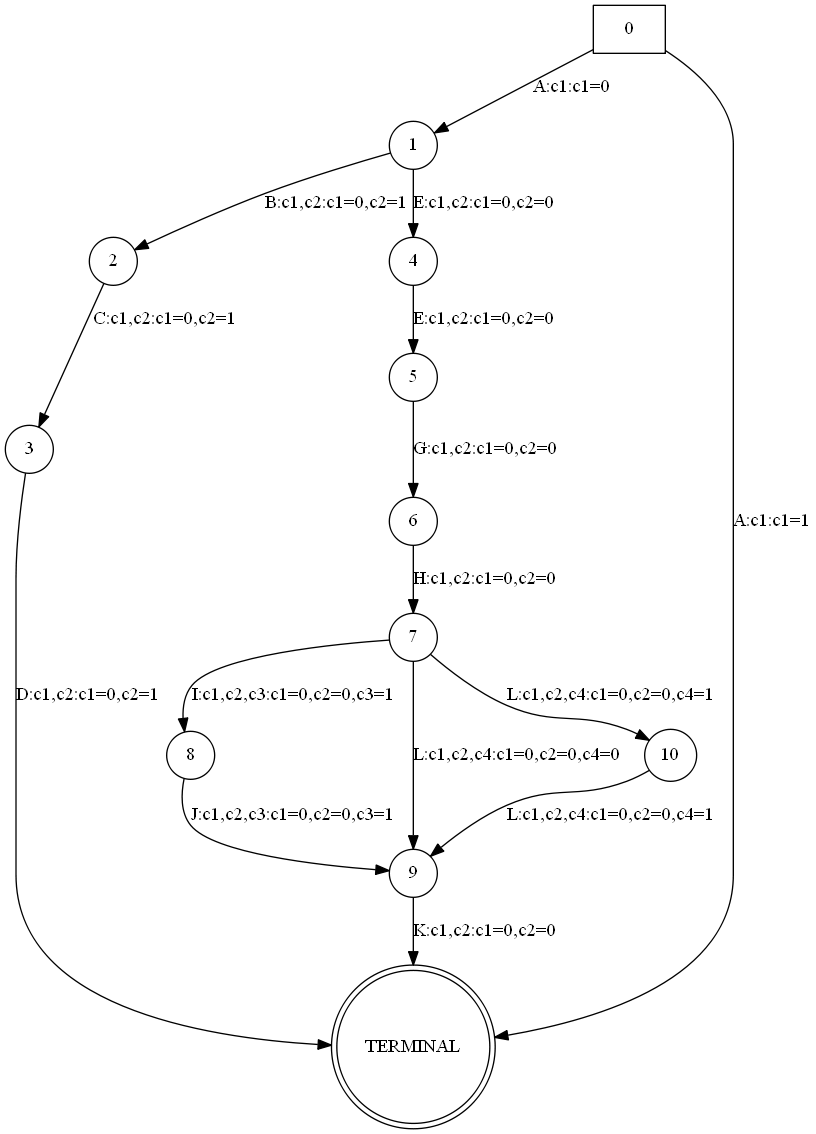 0
A:c1:c1=0
1
B:c1,c2:c1=0,c2=1
E:c1,c2:c1=0,c2=0
2
4
C:c1,c2:c1=0,c2=1
E:c1,c2:c1=0,c2=0
5
3
G:c1,c2:c1=0,c2=0
6
A:c1:c1=1
H:c1,c2:c1=0,c2=0
7
D:c1,c2:c1=0,c2=1
I:c1,c2,c3:c1=0,c2=0,c3=1
L:c1,c2,c4:c1=0,c2=0,c4=1
8
L:c1,c2,c4:c1=0,c2=0,c4=0
10
J:c1,c2,c3:c1=0,c2=0,c3=1
L:c1,c2,c4:c1=0,c2=0,c4=1
9
K:c1,c2:c1=0,c2=0
TERMINAL